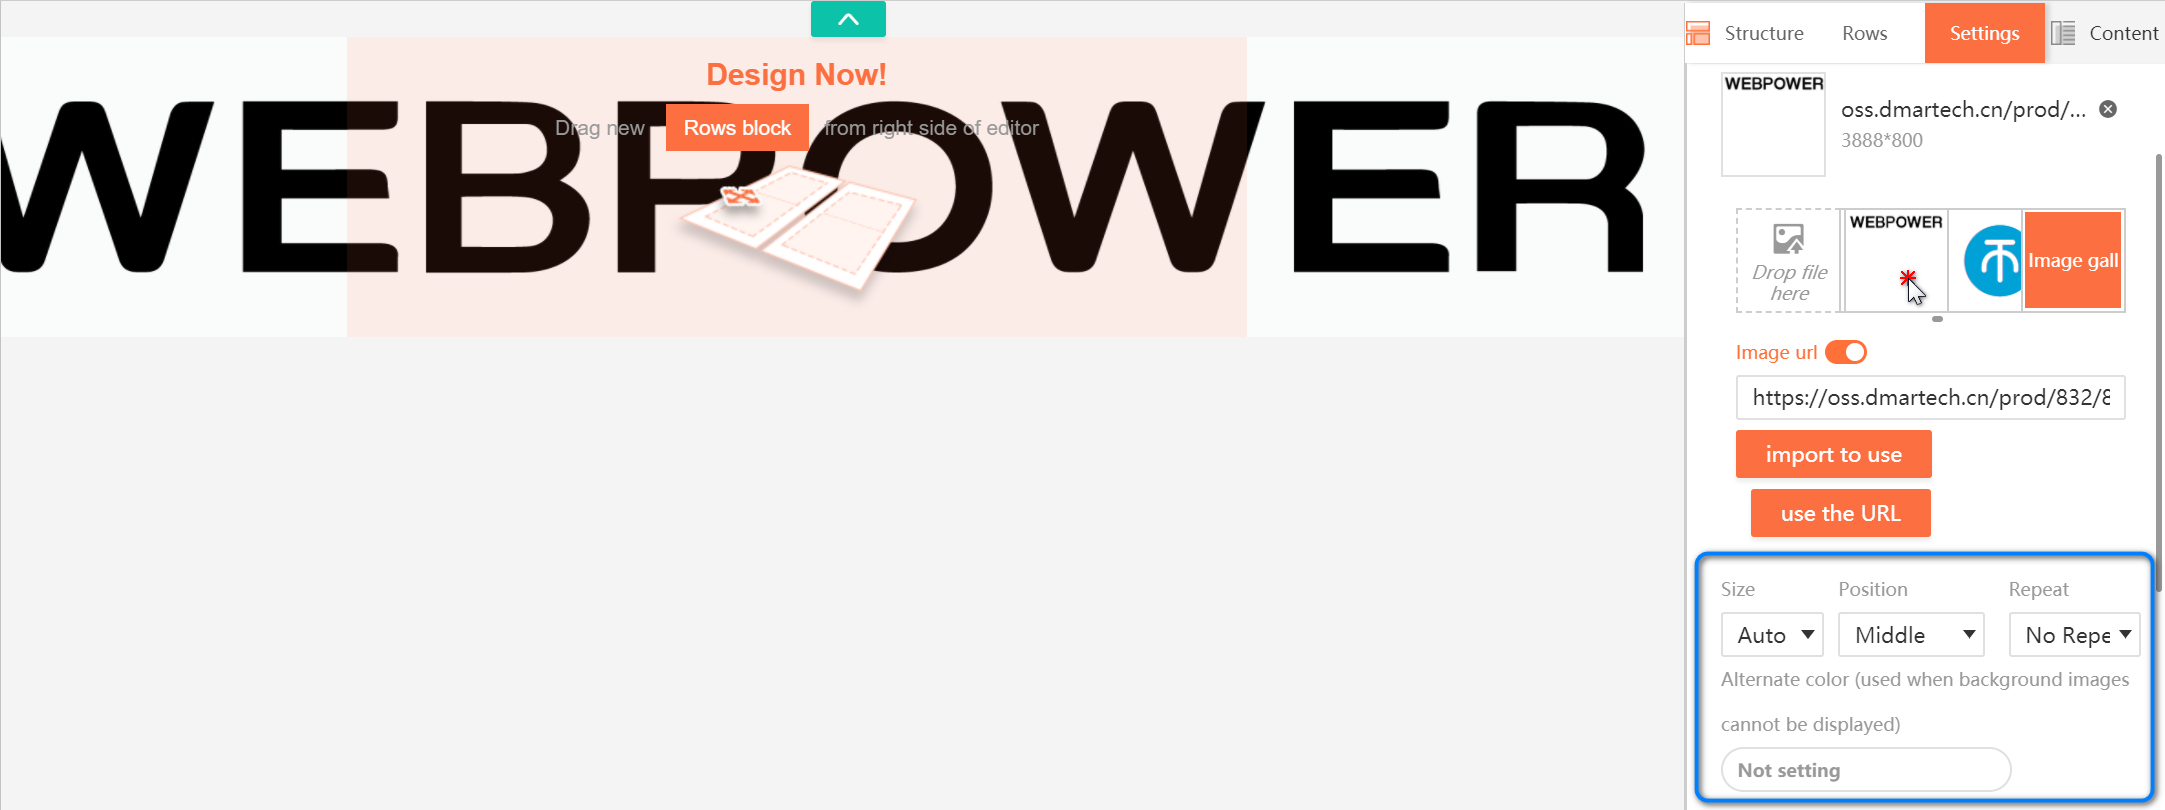 Structure Rows Settings Content
Design Now!
Drag new Rows block from right side of editor
WEBPOWER
WEBPOWER
oss.dmartech.cn/prod/...
3888*800
Drop file
here
WEBPOWER
Image gall
Image url
https://oss.dmartech.cn/prod/832/8
import to use
use the URL
Size Position Repeat
Auto Middle No Repe
Alternate color (used when background images
cannot be displayed)
Not setting